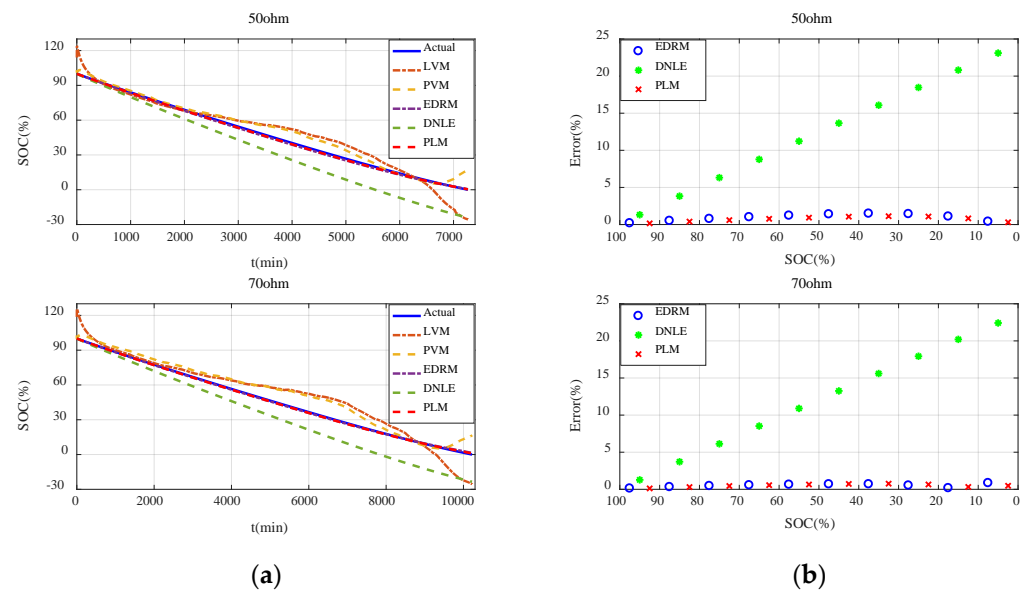 50ohm
120
90
60
30
0
-30
SOC(%)
0 1000 2000 3000 4000 5000 6000 7000
t(min)
Actual
LVM
PVM
EDRM
DNLE
PLM
50ohm
25
20
15
10
5
0
Error(%)
100 90 80 70 60 50 40 30 20 10 0
SOC(%)
EDRM
DNLE
PLM
70ohm
120
90
60
30
0
-30
SOC(%)
0 2000 4000 6000 8000 10000
t(min)
Actual
LVM
PVM
EDRM
DNLE
PLM
70ohm
25
20
15
10
5
0
Error(%)
100 90 80 70 60 50 40 30 20 10 0
SOC(%)
EDRM
DNLE
PLM
(a)
(b)